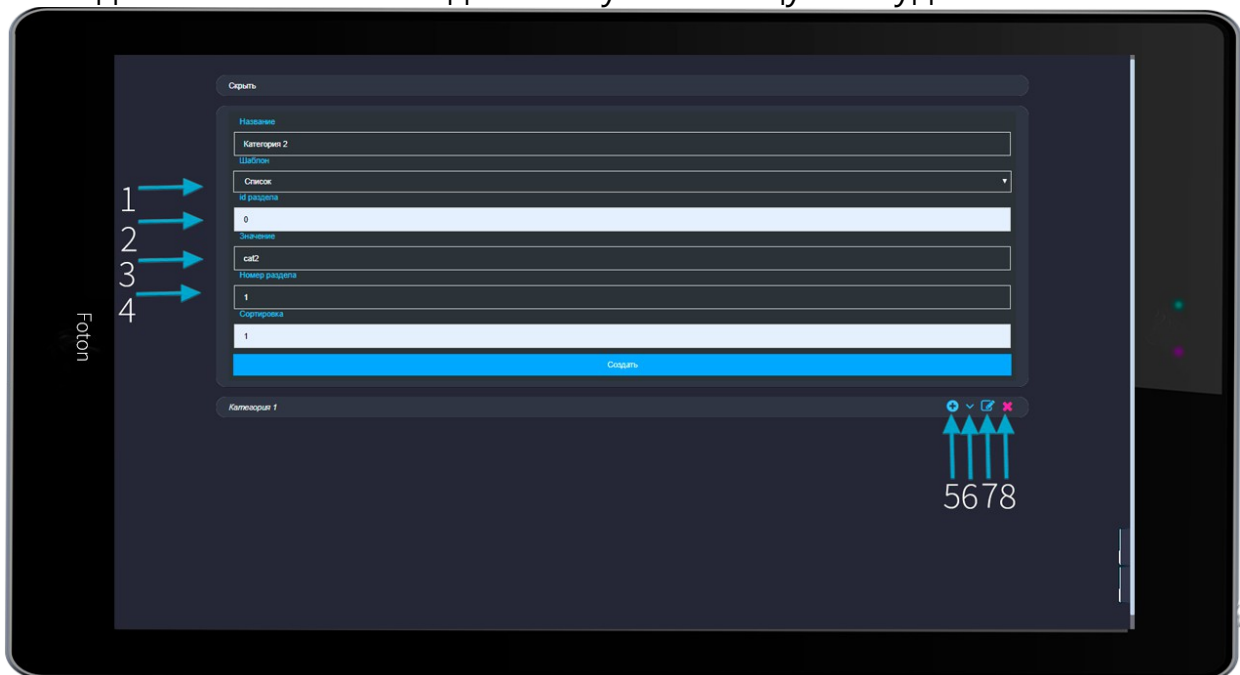 Скрыть
Название
Категория 2
Шаблон
Список
id раздела
0
Значение
cat2
Номер раздела
1
Сортировка
1
Создать
Категория 1
1
2
3
4
5678
Foton